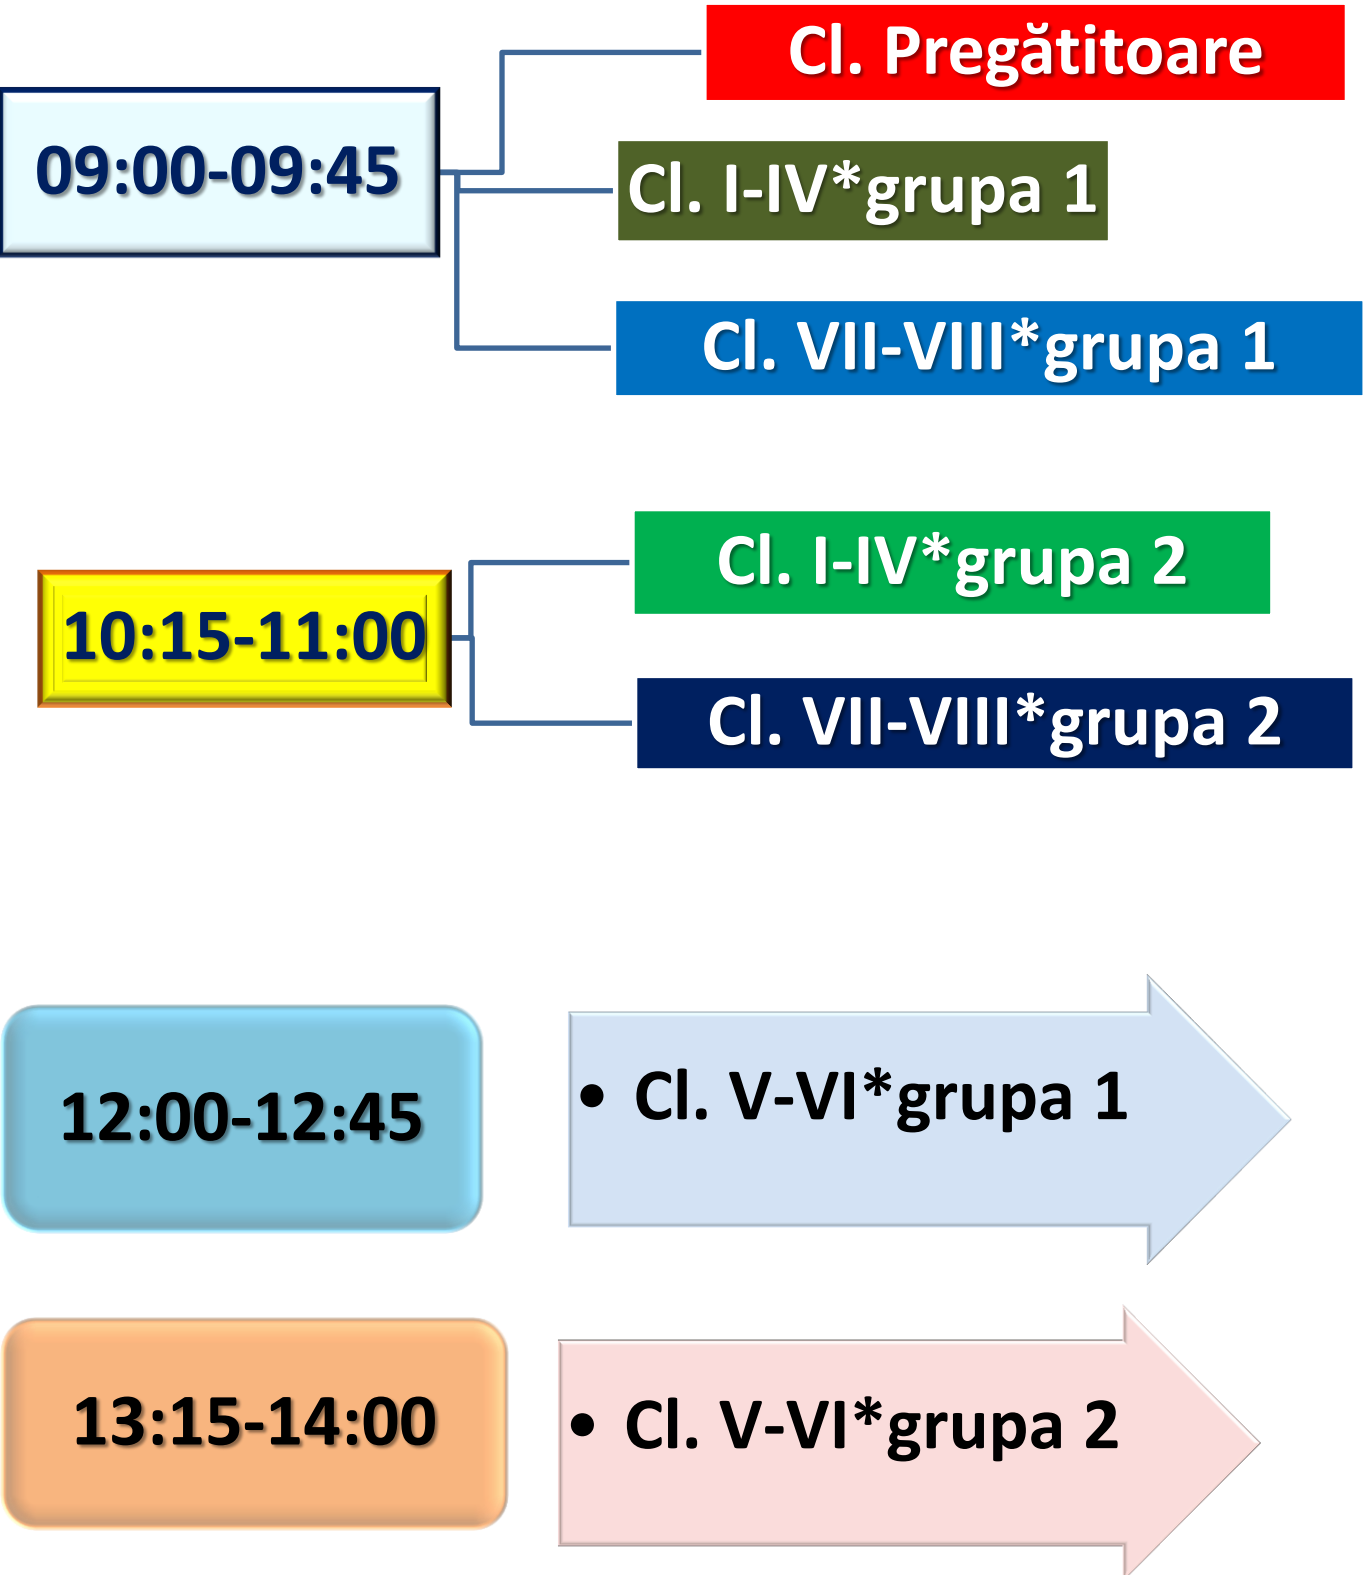 09:00-09:45
Cl. Pregătitoare
Cl. I-IV*grupa 1
Cl. VII-VIII*grupa 1
10:15-11:00
Cl. I-IV*grupa 2
Cl. VII-VIII*grupa 2
12:00-12:45
• Cl. V-VI*grupa 1
13:15-14:00
• Cl. V-VI*grupa 2